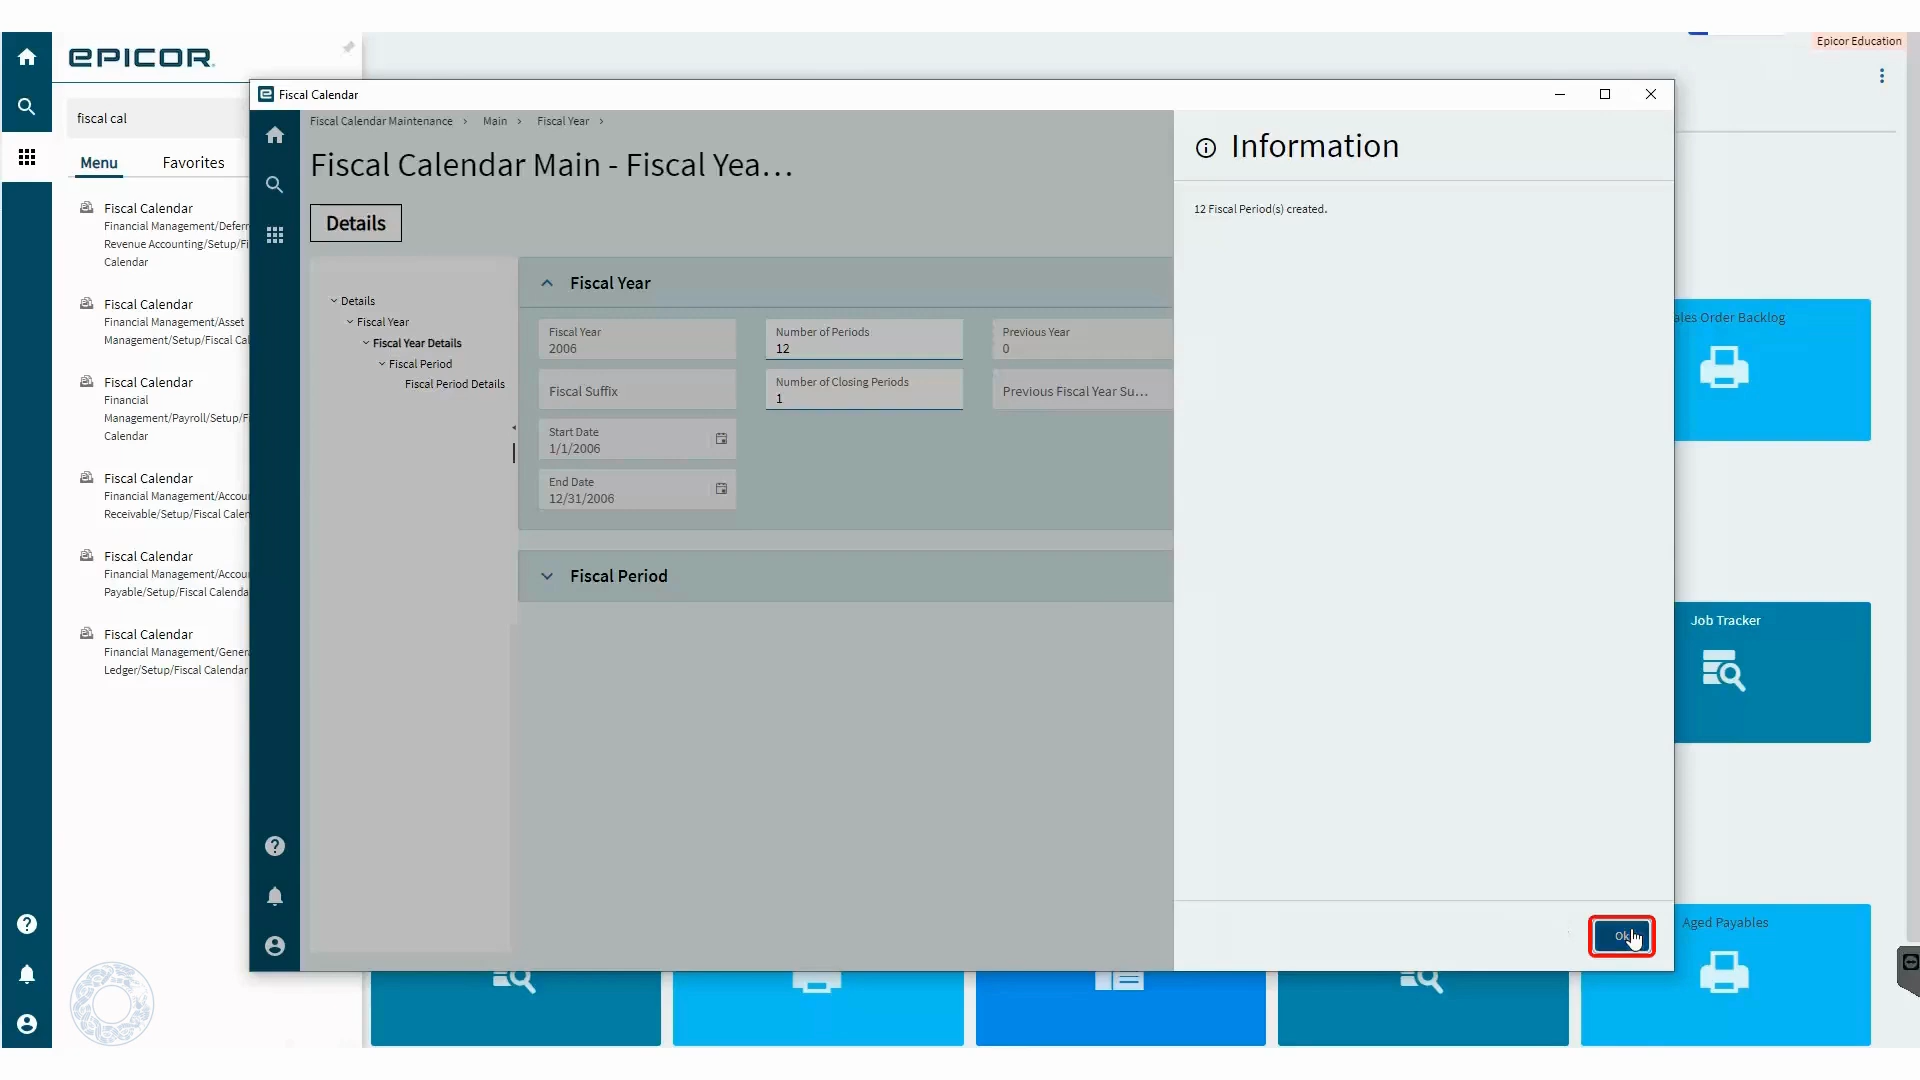 EPICOR
Epicor Education
fiscal cal
Menu
Favorites
Fiscal Calendar
Financial Management/Deferr
Revenue Accounting/Setup/Fi
Calendar
Fiscal Calendar
Financial Management/Asset
Management/Setup/Fiscal Cal
Fiscal Calendar
Financial
Management/Payroll/Setup/F
Calendar
Fiscal Calendar
Financial Management/Accou
Receivable/Setup/Fiscal Calen
Fiscal Calendar
Financial Management/Accou
Payable/Setup/Fiscal Calenda
Fiscal Calendar
Financial Management/Gener
Ledger/Setup/Fiscal Calendar
Fiscal Calendar
Fiscal Calendar Maintenance > Main > Fiscal Year >
Fiscal Calendar Main - Fiscal Yea…
Details
Details
Fiscal Year
Fiscal Year Details
Fiscal Period
Fiscal Period Details
Fiscal Year
Fiscal Year
2006
Number of Periods
12
Previous Year
0
Fiscal Suffix
Number of Closing Periods
1
Previous Fiscal Year Su…
Start Date
1/1/2006
End Date
12/31/2006
Fiscal Period
Information
12 Fiscal Period(s) created.
Ok
ales Order Backlog
Job Tracker
Aged Payables